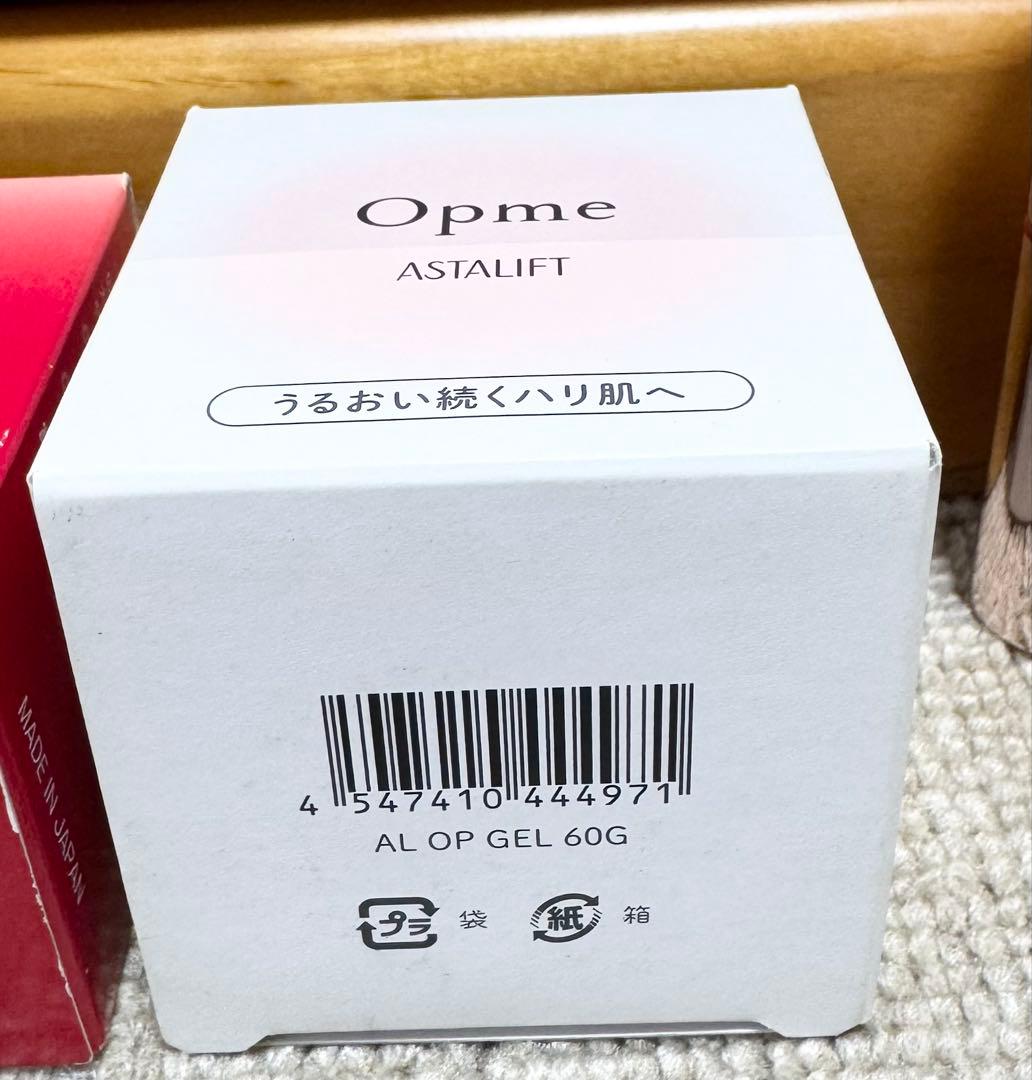 Opme
ASTALIFT
うるおい続くハリ肌へ
4 547410 444971
AL OP GEL 60G
プラ 袋 紙 箱
MADE IN JAPAN